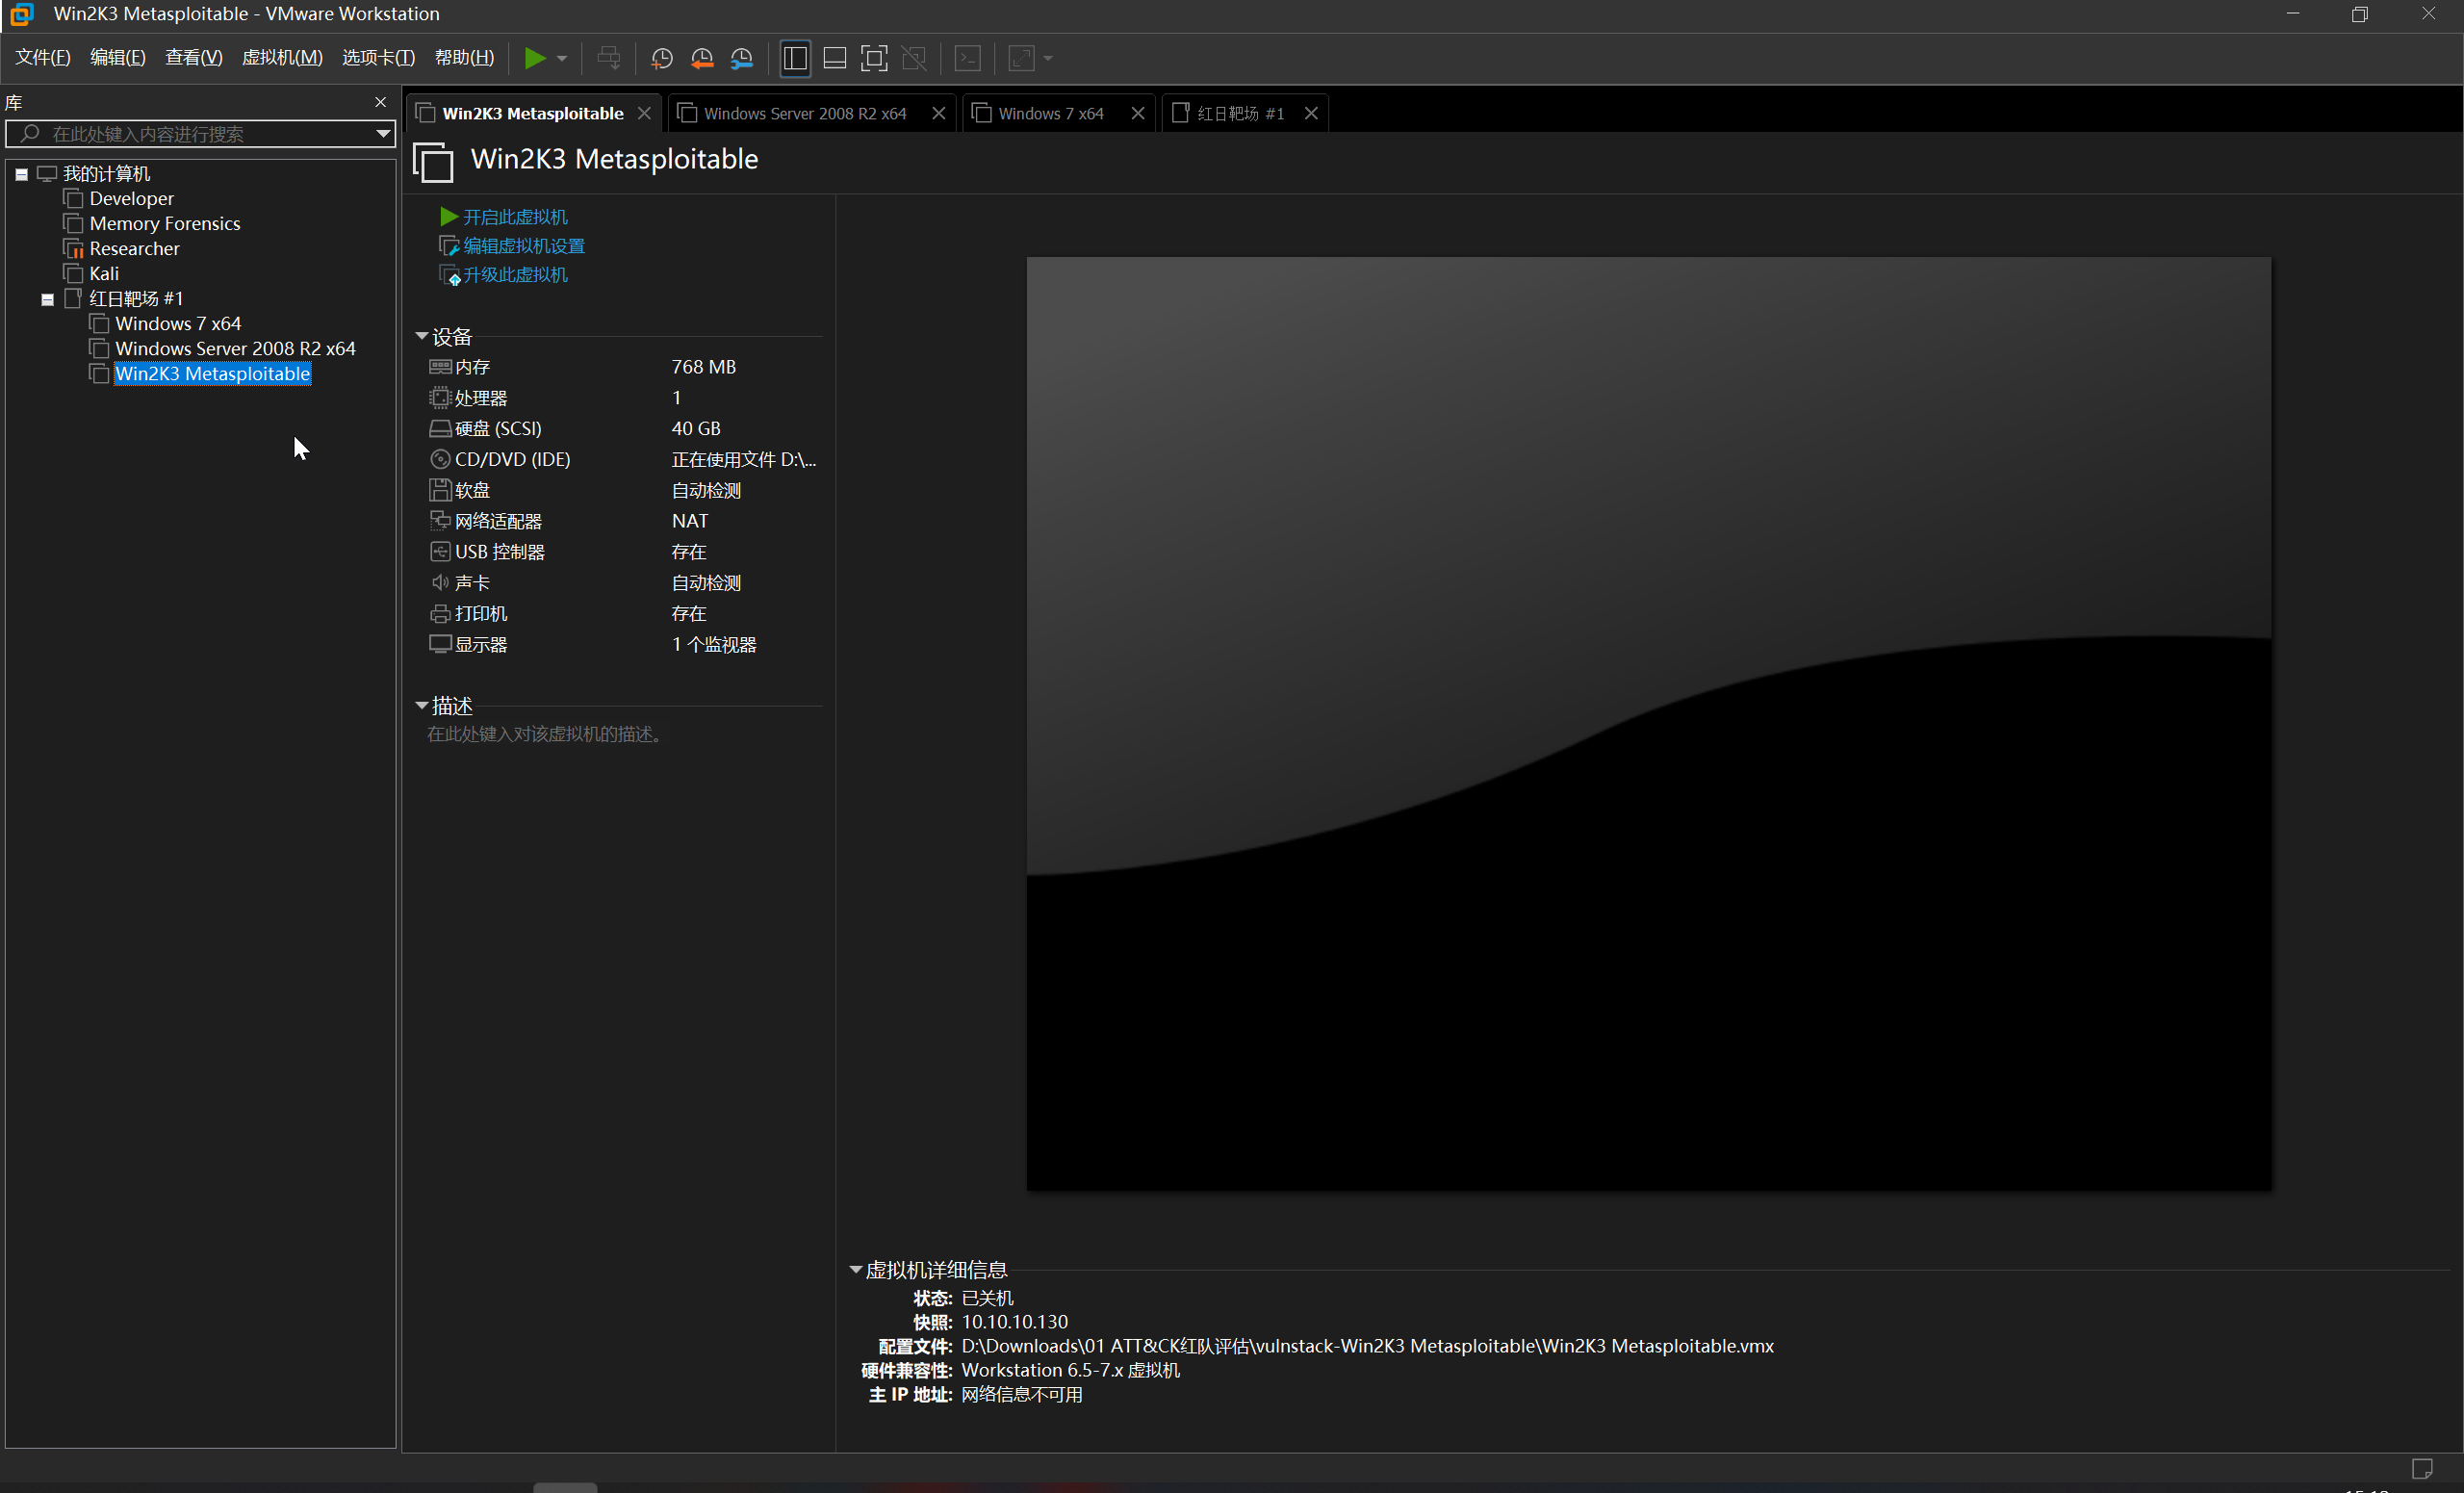 Win2K3 Metasploitable - VMware Workstation
文件(F) 编辑(E) 查看(V) 虚拟机(M) 选项卡(T) 帮助(H)
库
在此处键入内容进行搜索
我的计算机
Developer
Memory Forensics
Researcher
Kali
红日靶场 #1
Windows 7 x64
Windows Server 2008 R2 x64
Win2K3 Metasploitable
Win2K3 Metasploitable Windows Server 2008 R2 x64 Windows 7 x64 红日靶场 #1
Win2K3 Metasploitable
开启此虚拟机
编辑虚拟机设置
升级此虚拟机
设备
内存 768 MB
处理器 1
硬盘 (SCSI) 40 GB
CD/DVD (IDE) 正在使用文件 D:\...
软盘 自动检测
网络适配器 NAT
USB 控制器 存在
声卡 自动检测
打印机 存在
显示器 1 个监视器
描述
在此处键入对该虚拟机的描述。
虚拟机详细信息
状态: 已关机
快照: 10.10.10.130
配置文件: D:\Downloads\01 ATT&CK红队评估\vulnstack-Win2K3 Metasploitable\Win2K3 Metasploitable.vmx
硬件兼容性: Workstation 6.5-7.x 虚拟机
主 IP 地址: 网络信息不可用